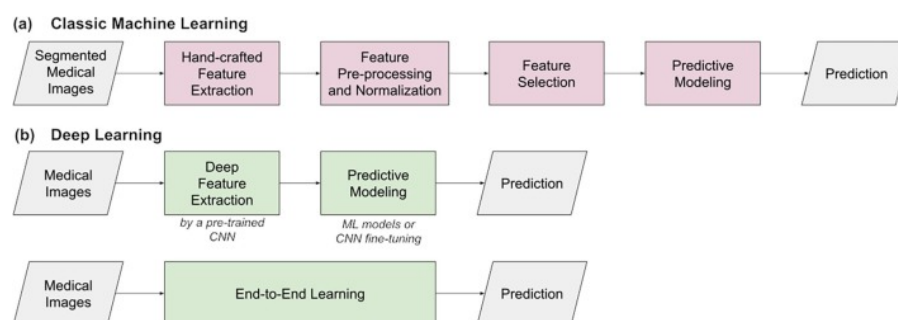 (a) Classic Machine Learning
Segmented
Medical
Images
Hand-crafted
Feature
Extraction
Feature
Pre-processing
and Normalization
Feature
Selection
Predictive
Modeling
Prediction
(b) Deep Learning
Medical
Images
Deep
Feature
Extraction
by a pre-trained
CNN
Predictive
Modeling
ML models or
CNN fine-tuning
Prediction
Medical
Images
End-to-End Learning
Prediction